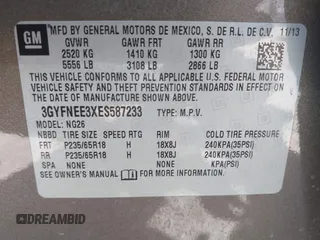 GM
MFD BY GENERAL MOTORS DE MEXICO, S. DE R.L. DE C.V. 11/13
GVWR GAWR FRT GAWR RR
2520 KG 1410 KG 1300 KG
5556 LB 3108 LB 2866 LB
THIS VEHICLE CONFORMS TO ALL APPLICABLE U.S. FEDERAL MOTOR
VEHICLE SAFETY AND THEFT PREVENTION STANDARDS IN EFFECT ON
THE DATE OF MANUFACTURE SHOWN ABOVE.
3GYFNEE3XES587233 TYPE: M.P.V.
MODEL: NG26
NBBD TIRE SIZE SPEED RTG RIM COLD TIRE PRESSURE
FRT P235/65R18 H 18X8J 240KPA(35PSI)
RR P235/65R18 H 18X8J 240KPA(35PSI)
SPA NONE NONE KPA( PSI)
SEE OWNER'S MANUAL FOR ADDITIONAL INFORMATION